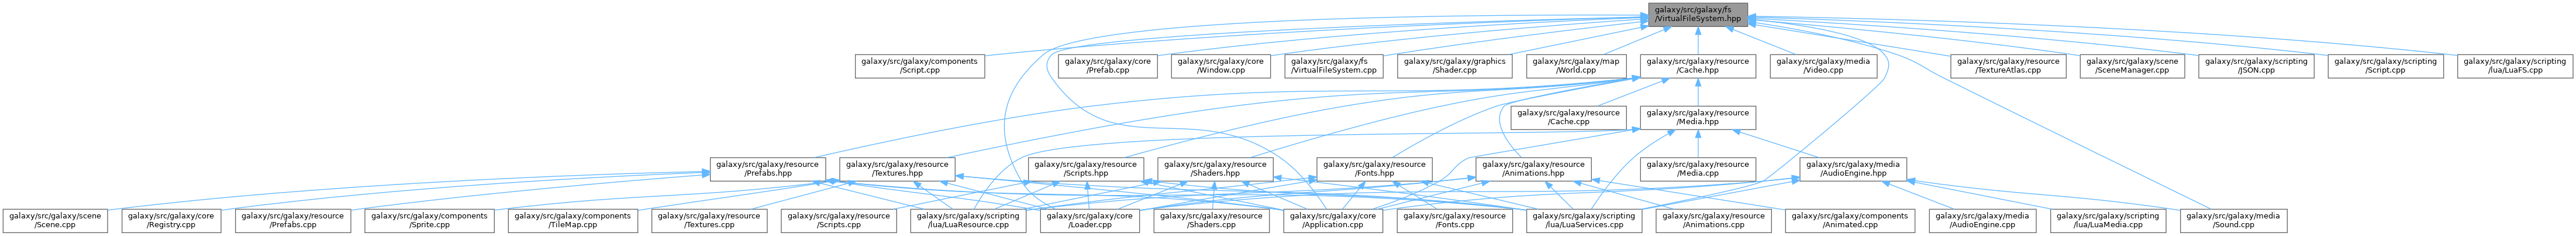 galaxy/src/galaxy/fs
/VirtualFileSystem.hpp
galaxy/src/galaxy/components
/Script.cpp
galaxy/src/galaxy/core
/Prefab.cpp
galaxy/src/galaxy/core
/Window.cpp
galaxy/src/galaxy/fs
/VirtualFileSystem.cpp
galaxy/src/galaxy/graphics
/Shader.cpp
galaxy/src/galaxy/map
/World.cpp
galaxy/src/galaxy/resource
/Cache.hpp
galaxy/src/galaxy/media
/Video.cpp
galaxy/src/galaxy/resource
/TextureAtlas.cpp
galaxy/src/galaxy/scene
/SceneManager.cpp
galaxy/src/galaxy/scripting
/JSON.cpp
galaxy/src/galaxy/scripting
/Script.cpp
galaxy/src/galaxy/scripting
/lua/LuaFS.cpp
galaxy/src/galaxy/resource
/Cache.cpp
galaxy/src/galaxy/resource
/Media.hpp
galaxy/src/galaxy/resource
/Prefabs.hpp
galaxy/src/galaxy/resource
/Textures.hpp
galaxy/src/galaxy/resource
/Scripts.hpp
galaxy/src/galaxy/resource
/Shaders.hpp
galaxy/src/galaxy/resource
/Fonts.hpp
galaxy/src/galaxy/resource
/Animations.hpp
galaxy/src/galaxy/resource
/Media.cpp
galaxy/src/galaxy/media
/AudioEngine.hpp
galaxy/src/galaxy/scene
/Scene.cpp
galaxy/src/galaxy/core
/Registry.cpp
galaxy/src/galaxy/resource
/Prefabs.cpp
galaxy/src/galaxy/components
/Sprite.cpp
galaxy/src/galaxy/components
/TileMap.cpp
galaxy/src/galaxy/resource
/Textures.cpp
galaxy/src/galaxy/resource
/Scripts.cpp
galaxy/src/galaxy/scripting
/lua/LuaResource.cpp
galaxy/src/galaxy/core
/Loader.cpp
galaxy/src/galaxy/resource
/Shaders.cpp
galaxy/src/galaxy/core
/Application.cpp
galaxy/src/galaxy/resource
/Fonts.cpp
galaxy/src/galaxy/scripting
/lua/LuaServices.cpp
galaxy/src/galaxy/resource
/Animations.cpp
galaxy/src/galaxy/components
/Animated.cpp
galaxy/src/galaxy/media
/AudioEngine.cpp
galaxy/src/galaxy/scripting
/lua/LuaMedia.cpp
galaxy/src/galaxy/media
/Sound.cpp